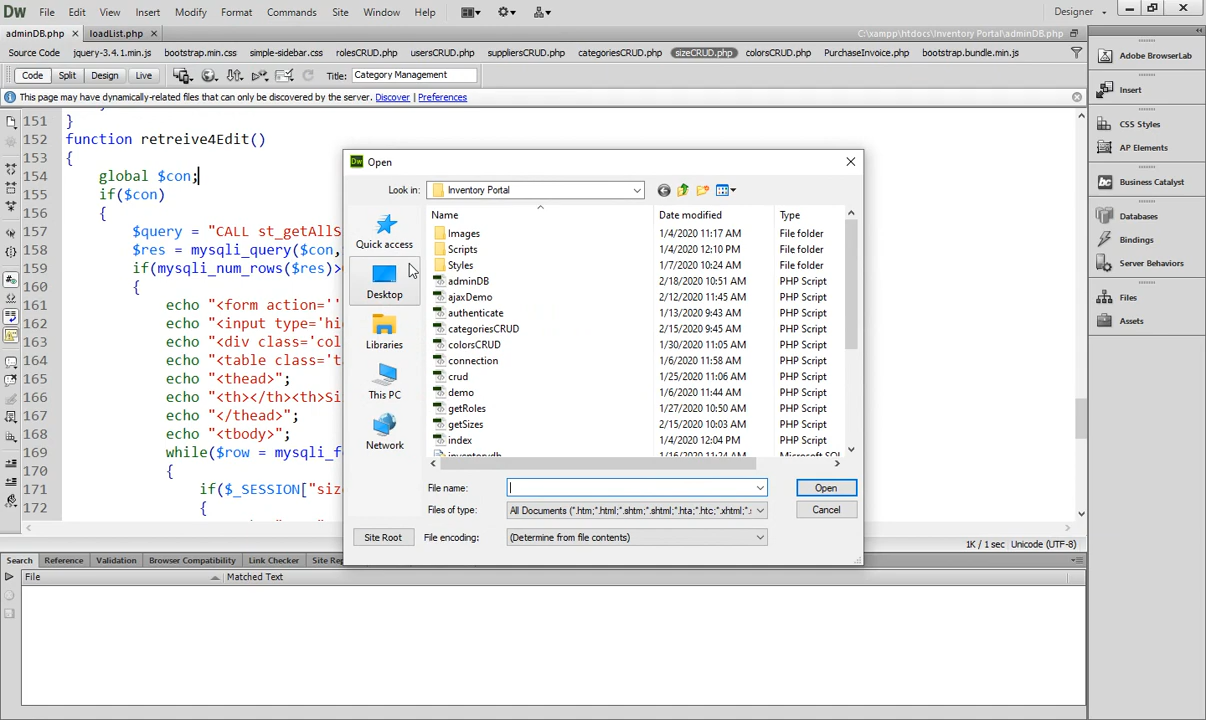 DW File Edit View Insert Modify Format Commands Site Window Help Designer
adminDB.php loadList.php C:\xampp\htdocs\Inventory Portal\adminDB.php
Source Code jquery-3.4.1.min.js bootstrap.min.css simple-sidebar.css rolesCRUD.php usersCRUD.php suppliersCRUD.php categoriesCRUD.php sizeCRUD.php colorsCRUD.php PurchaseInvoice.php bootstrap.bundle.min.js
Code Split Design Live Title: Category Management
This page may have dynamically-related files that can only be discovered by the server. Discover | Preferences
151 }
152 function retreive4Edit()
153 {
154 global $con;
155 if($con)
156 {
157 $query = "CALL st_getAllS
158 $res = mysqli_query($con,
159 if(mysqli_num_rows($res)>
160 {
161 echo "<form action=''
162 echo "<input type='hi
163 echo "<div class='col
164 echo "<table class='t
165 echo "<thead>";
166 echo "<th></th><th>Si
167 echo "</thead>";
168 echo "<tbody>";
169 while($row = mysqli_f
170 {
171 if($_SESSION["siz
172 {
Dw Open
Look in: Inventory Portal
Quick access
Desktop
Libraries
This PC
Network
Name Date modified Type
Images 1/4/2020 11:17 AM File folder
Scripts 1/4/2020 12:10 PM File folder
Styles 1/7/2020 10:24 AM File folder
adminDB 2/18/2020 10:51 AM PHP Script
ajaxDemo 2/12/2020 11:45 AM PHP Script
authenticate 1/13/2020 9:43 AM PHP Script
categoriesCRUD 2/15/2020 9:45 AM PHP Script
colorsCRUD 1/30/2020 11:05 AM PHP Script
connection 1/6/2020 11:58 AM PHP Script
crud 1/25/2020 11:06 AM PHP Script
demo 1/6/2020 11:44 AM PHP Script
getRoles 1/27/2020 10:50 AM PHP Script
getSizes 2/15/2020 10:03 AM PHP Script
index 1/4/2020 12:04 PM PHP Script
inventorydb 1/16/2020 11:24 AM Microsoft SQL
File name: Open
Files of type: All Documents (*.htm;*.html;*.shtm;*.shtml;*.hta;*.htc;*.xhtml;*. Cancel
Site Root File encoding: (Determine from file contents)
Adobe BrowserLab
Insert
CSS Styles
AP Elements
Business Catalyst
Databases
Bindings
Server Behaviors
Files
Assets
1K / 1 sec Unicode (UTF-8)
Search Reference Validation Browser Compatibility Link Checker Site Rep
File Matched Text